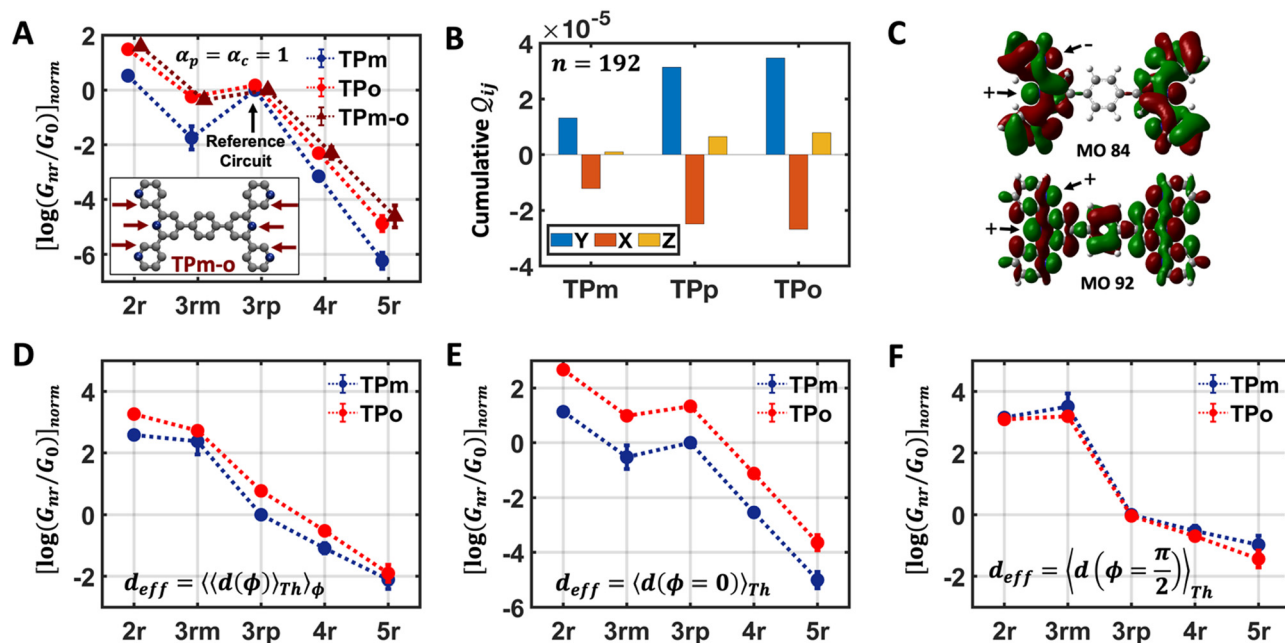 A
[log(G_nr/G_0)]_norm
2
0
-2
-4
-6
α_p = α_c = 1
TPm
TPo
TPm-o
Reference
Circuit
TPm-o
2r 3rm 3rp 4r 5r
B
×10^-5
Cumulative Q_ij
4
2
0
-2
-4
n = 192
Y X Z
TPm TPp TPo
C
-
+
MO 84
+
+
MO 92
D
[log(G_nr/G_0)]_norm
4
2
0
-2
TPm
TPo
d_eff = ⟨⟨d(ϕ)⟩_Th⟩_ϕ
2r 3rm 3rp 4r 5r
E
[log(G_nr/G_0)]_norm
2
0
-2
-4
-6
TPm
TPo
d_eff = ⟨d(ϕ = 0)⟩_Th
2r 3rm 3rp 4r 5r
F
[log(G_nr/G_0)]_norm
4
2
0
-2
TPm
TPo
d_eff = ⟨d(ϕ = π/2)⟩_Th
2r 3rm 3rp 4r 5r